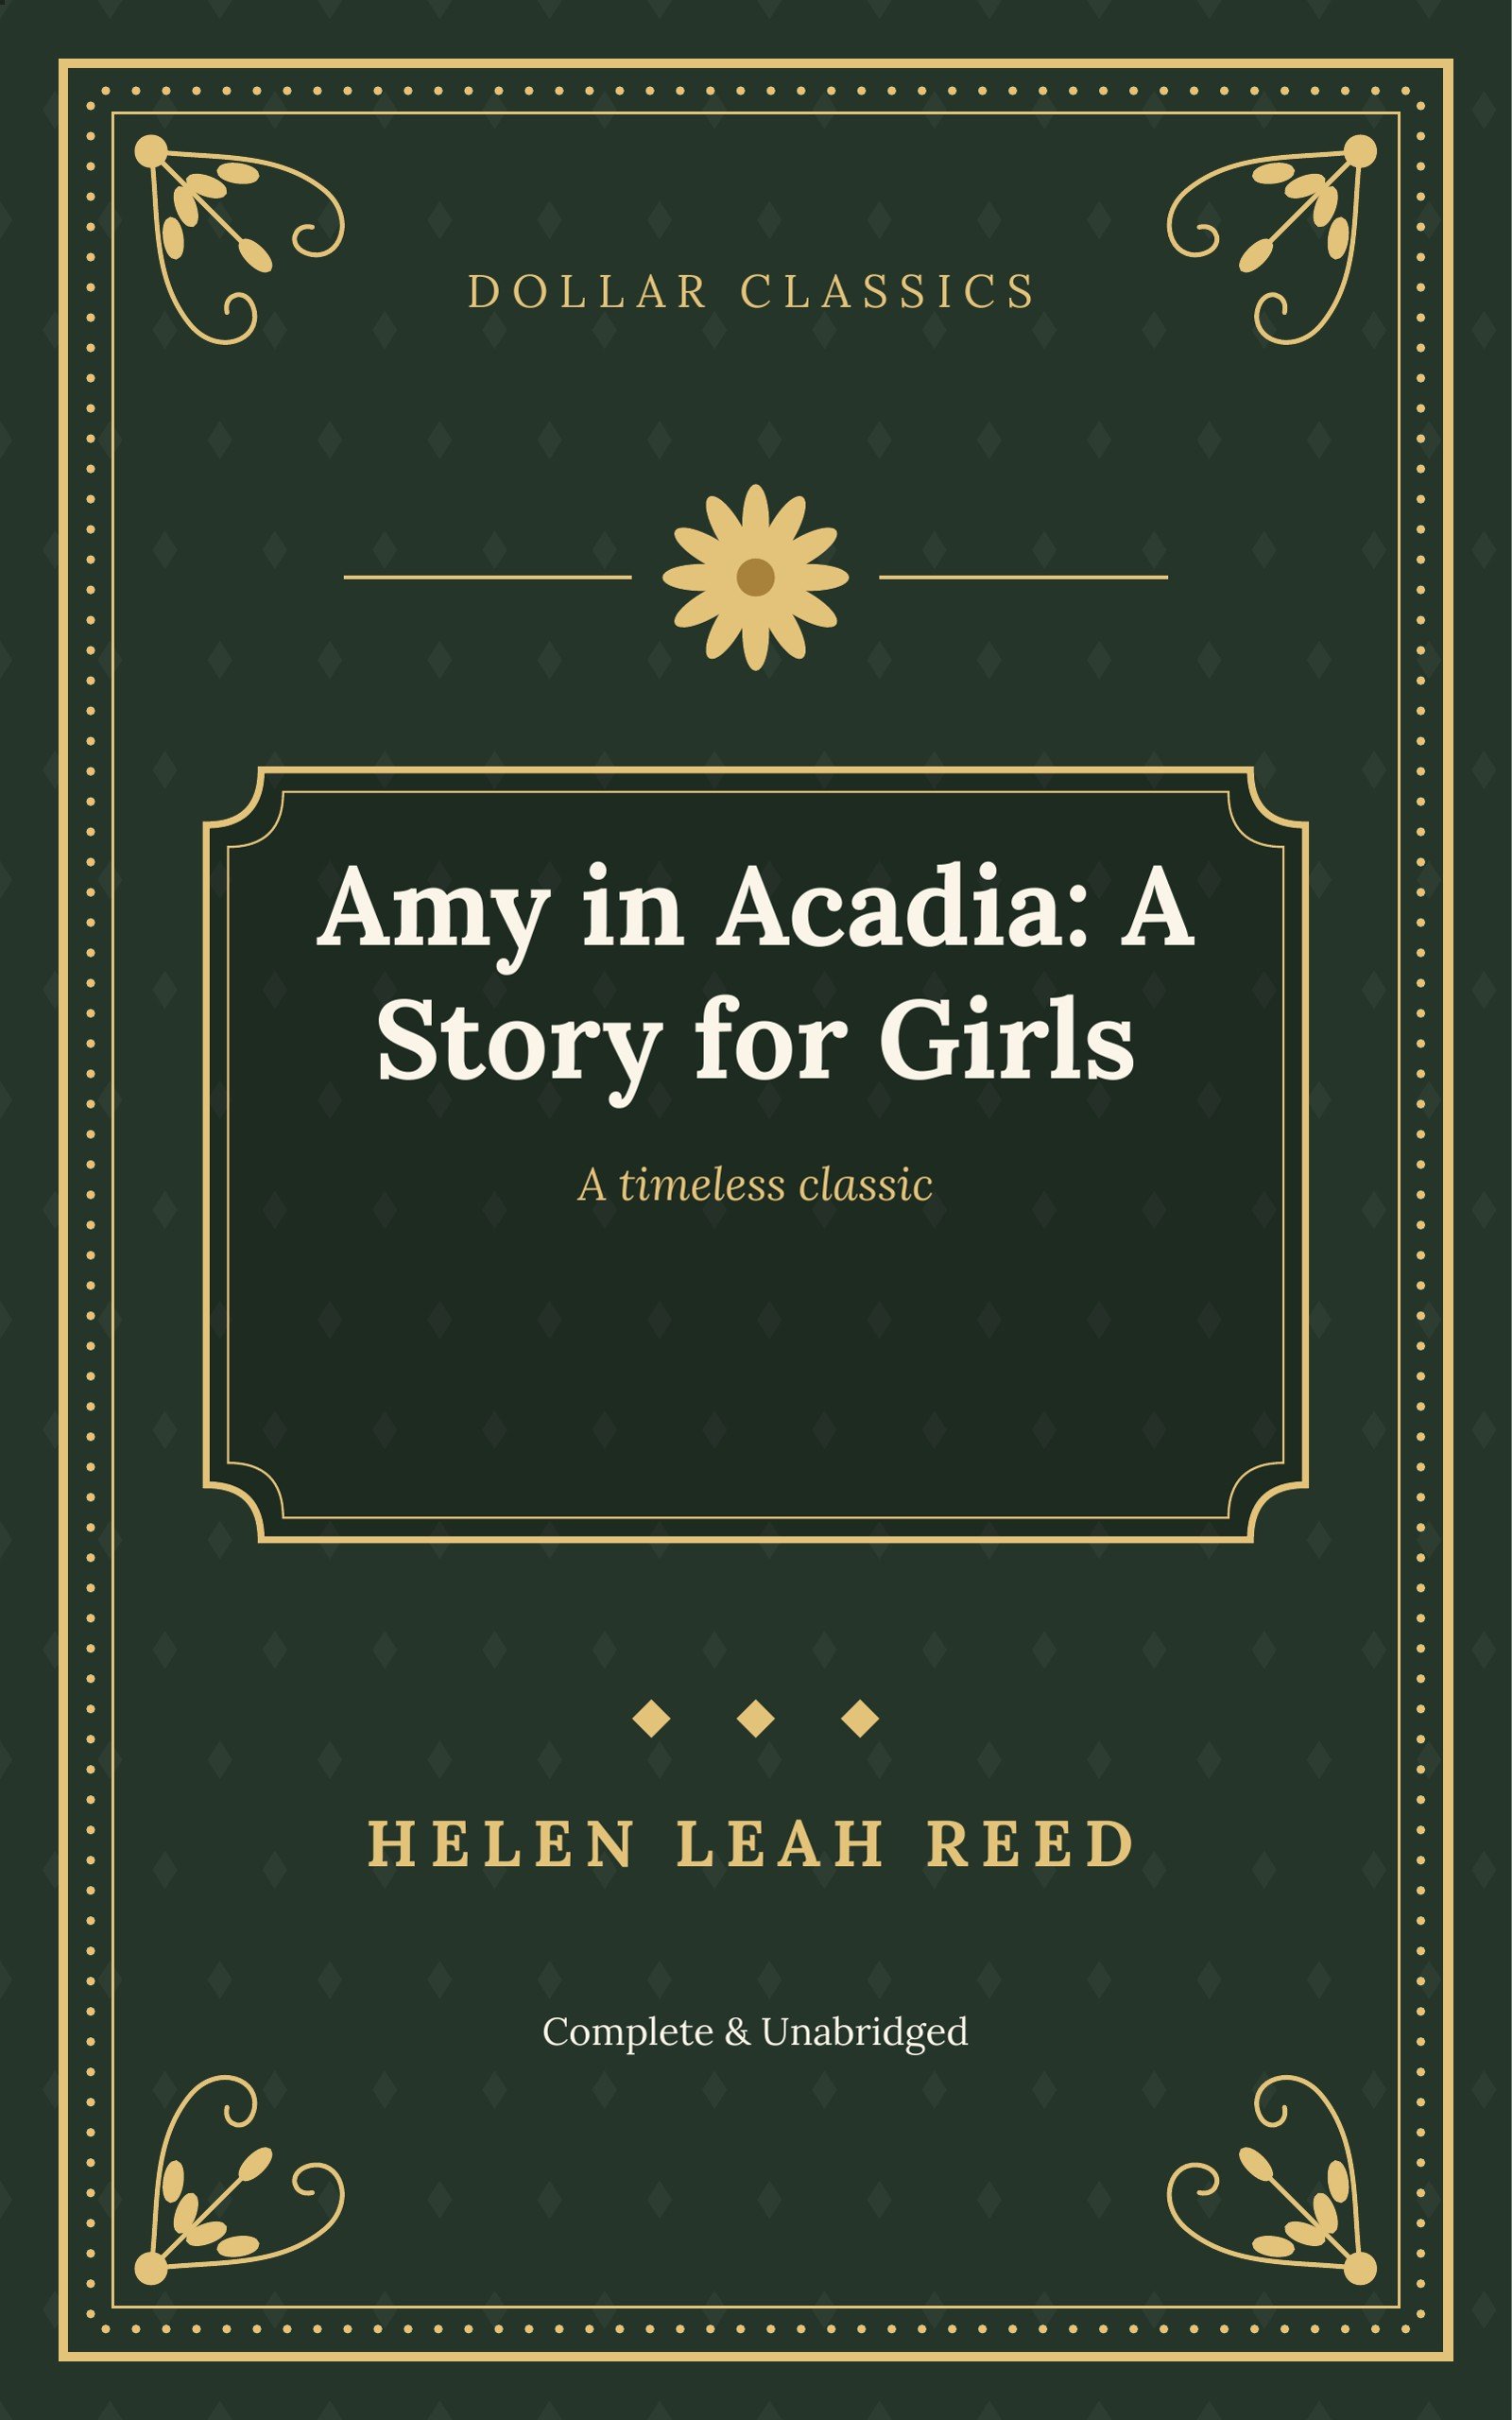 DOLLAR CLASSICS
Amy in Acadia: A
Story for Girls
A timeless classic
HELEN LEAH REED
Complete & Unabridged